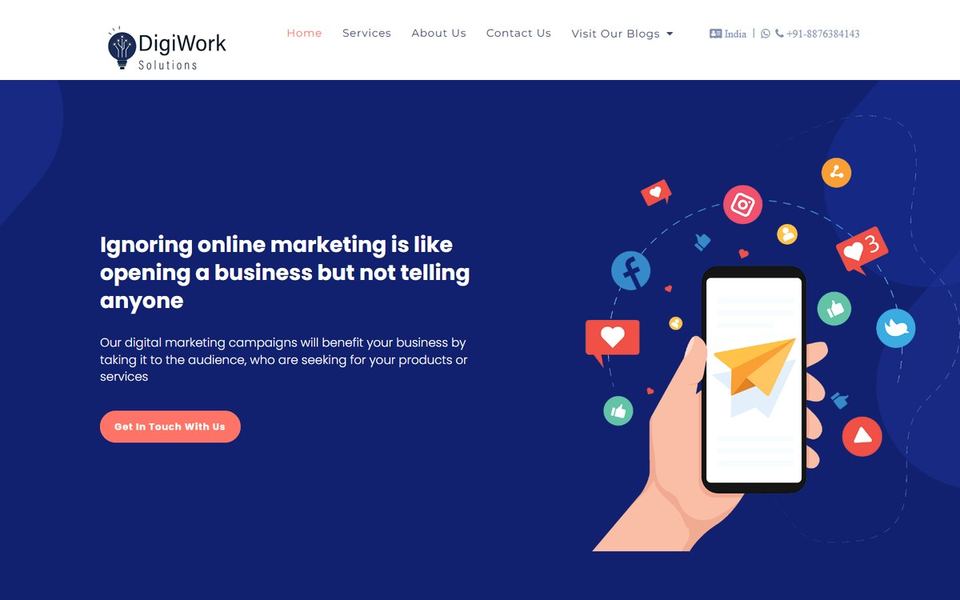 DigiWork
Solutions
Home
Services
About Us
Contact Us
Visit Our Blogs
India | +91-8876384143
Ignoring online marketing is like
opening a business but not telling
anyone
Our digital marketing campaigns will benefit your business by
taking it to the audience, who are seeking for your products or
services
Get In Touch With Us
3